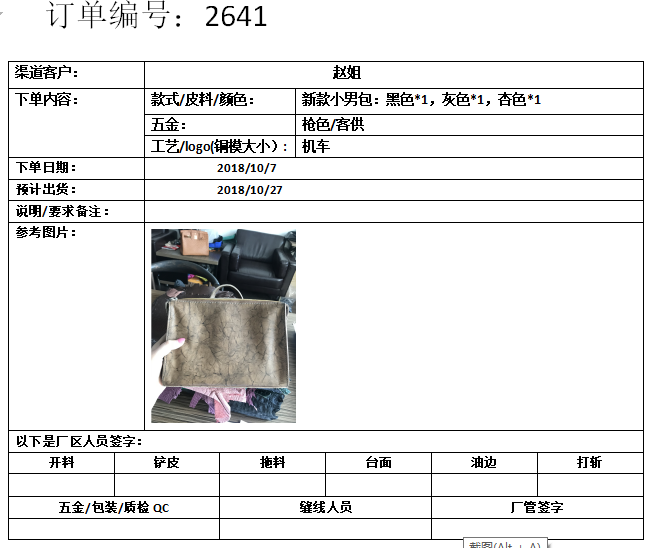 订单编号：2641
渠道客户： 赵姐
下单内容： 款式/皮料/颜色： 新款小男包：黑色*1，灰色*1，杏色*1
五金： 枪色/客供
工艺/logo(铜模大小）: 机车
下单日期： 2018/10/7
预计出货： 2018/10/27
说明/要求备注：
参考图片：
以下是厂区人员签字：
开料 铲皮 拖料 台面 油边 打斩
五金/包装/质检 QC 缝线人员 厂管签字
截图(Alt + A)